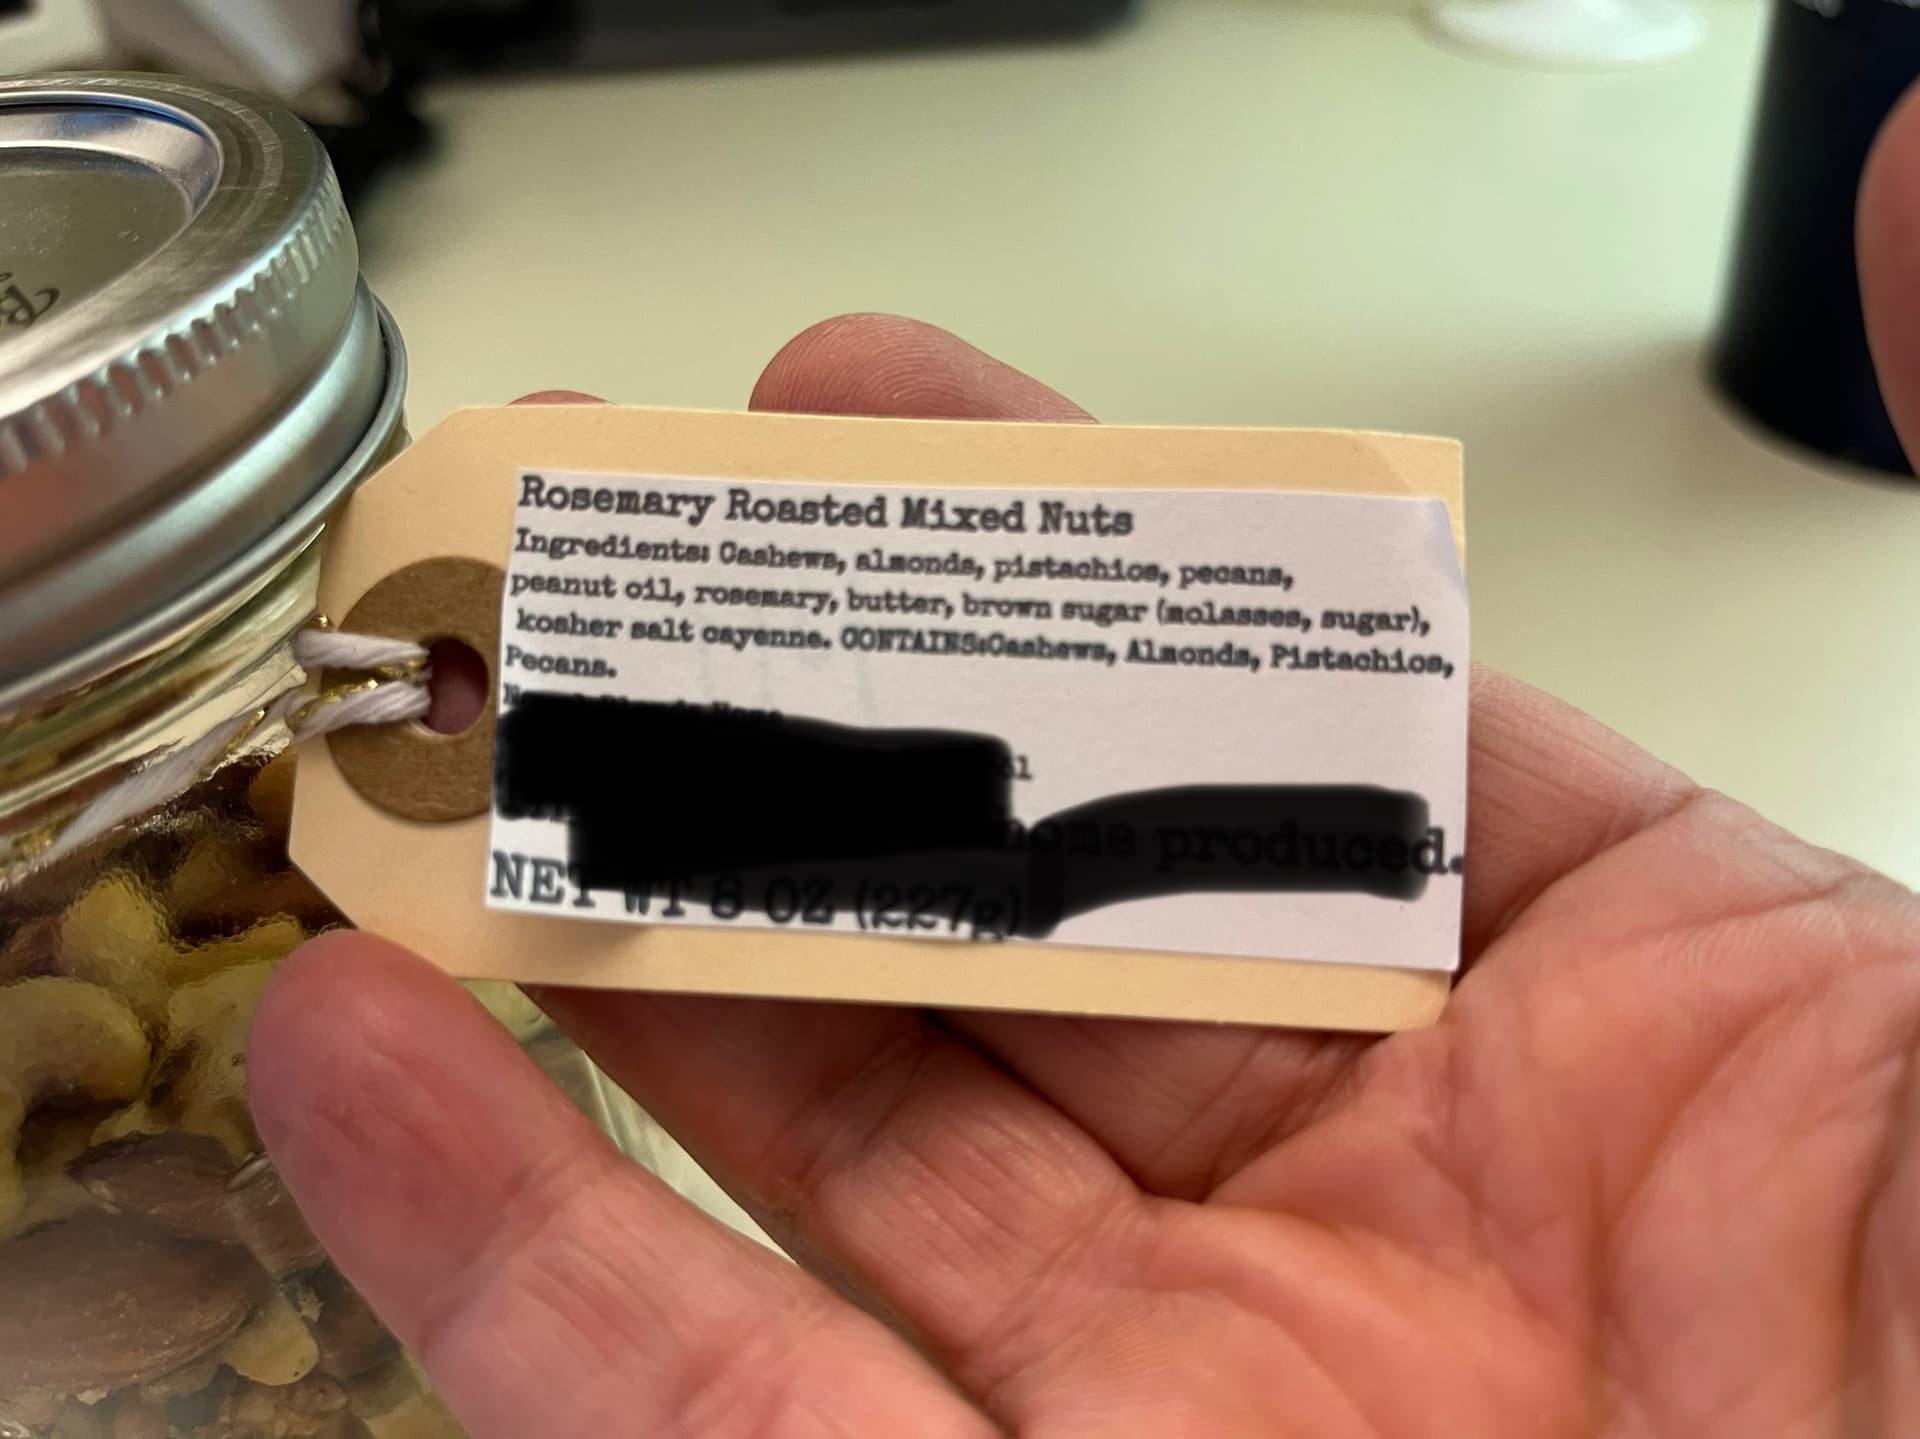 Rosemary Roasted Mixed Nuts
Ingredients: Cashews, almonds, pistachios, pecans,
peanut oil, rosemary, butter, brown sugar (molasses, sugar),
kosher salt cayenne. CONTAINS:Cashews, Almonds, Pistachios,
Pecans.
home produced.
NET WT 8 OZ (227g)